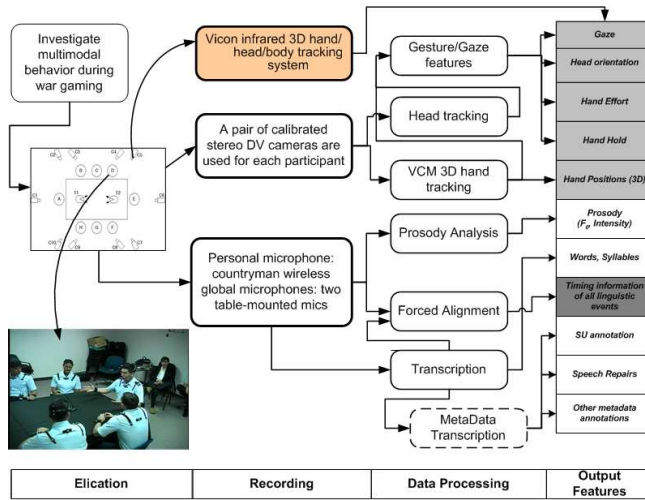 Investigate
multimodal
behavior during
war gaming
Vicon infrared 3D hand/
head/body tracking
system
A pair of calibrated
stereo DV cameras are
used for each participant
Personal microphone:
countryman wireless
global microphones: two
table-mounted mics
Gesture/Gaze
features
Head tracking
VCM 3D hand
tracking
Prosody Analysis
Forced Alignment
Transcription
MetaData
Transcription
Gaze
Head orientation
Hand Effort
Hand Hold
Hand Positions (3D)
Prosody
(F0, Intensity)
Words, Syllables
Timing information
of all linguistic
events
SU annotation
Speech Repairs
Other metadata
annotations
B C D
A E
H G F
Elication
Recording
Data Processing
Output
Features